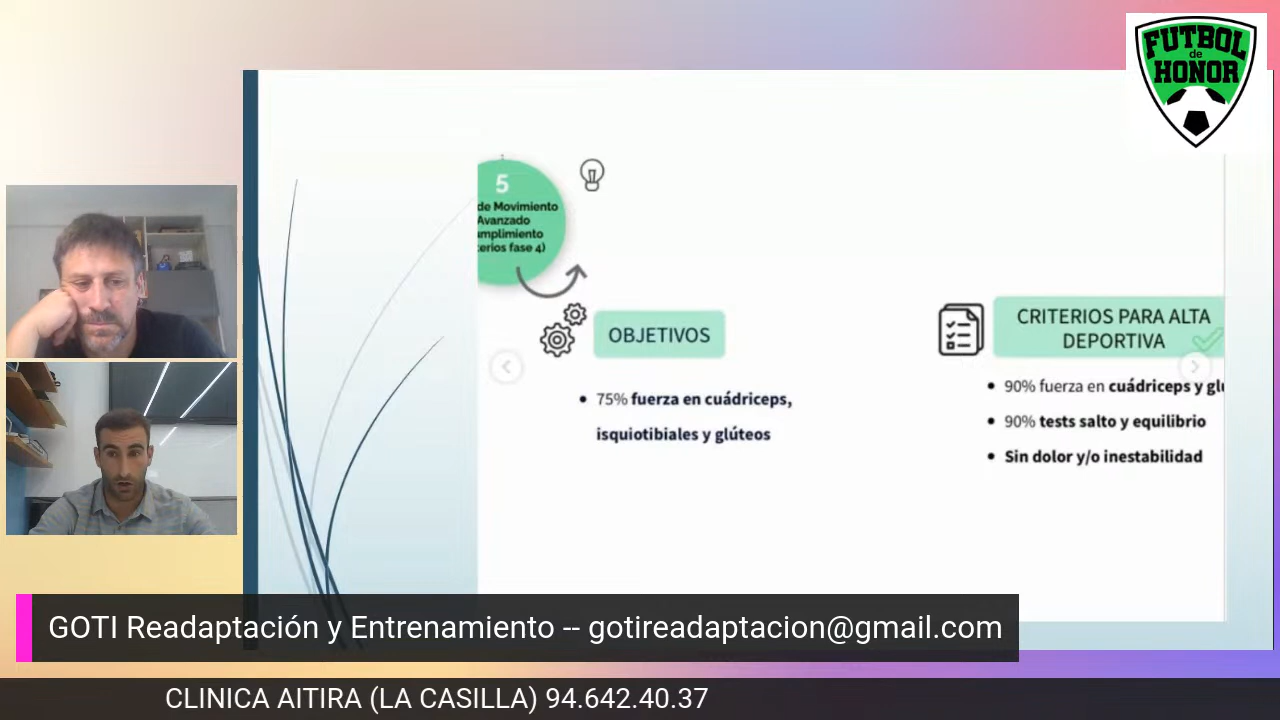 FUTBOL
de
HONOR
5
de Movimiento
Avanzado
mplimiento
erios fase 4)
OBJETIVOS
75% fuerza en cuádriceps,
isquiotibiales y glúteos
CRITERIOS PARA ALTA
DEPORTIVA
90% fuerza en cuádriceps y glu
90% tests salto y equilibrio
Sin dolor y/o inestabilidad
GOTI Readaptación y Entrenamiento -- gotireadaptacion@gmail.com
CLINICA AITIRA (LA CASILLA) 94.642.40.37